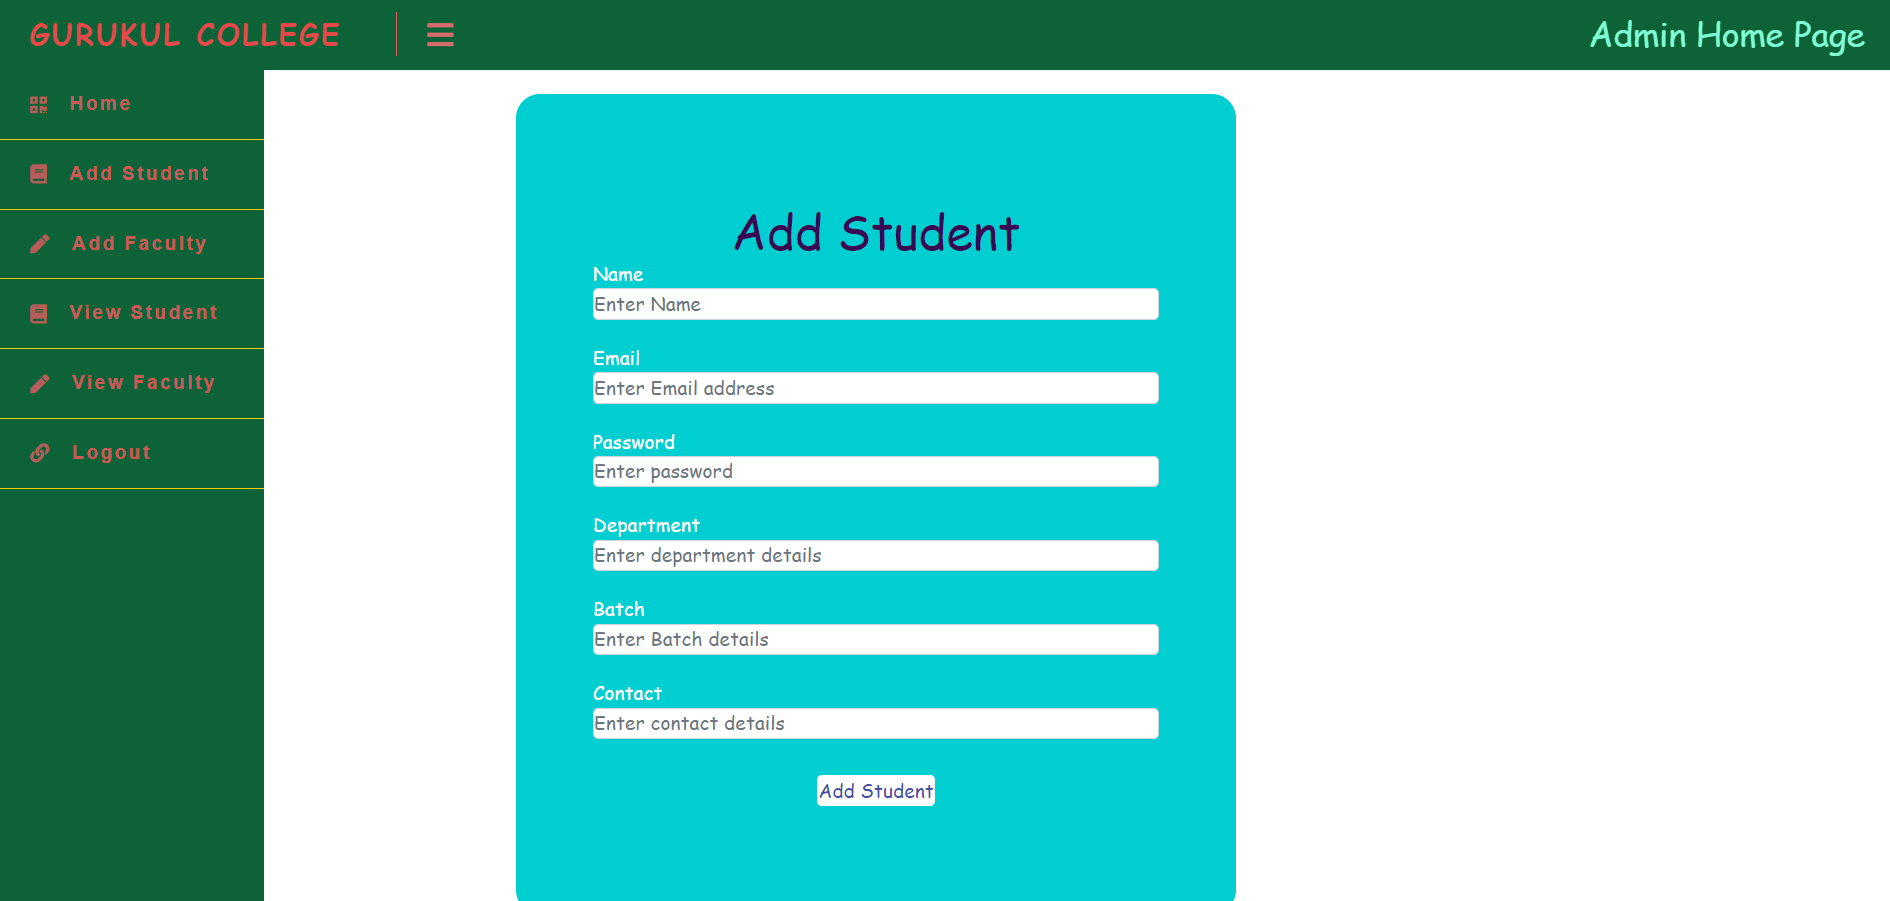 GURUKUL COLLEGE
Admin Home Page
Home
Add Student
Add Faculty
View Student
View Faculty
Logout
Add Student
Name
Enter Name
Email
Enter Email address
Password
Enter password
Department
Enter department details
Batch
Enter Batch details
Contact
Enter contact details
Add Student